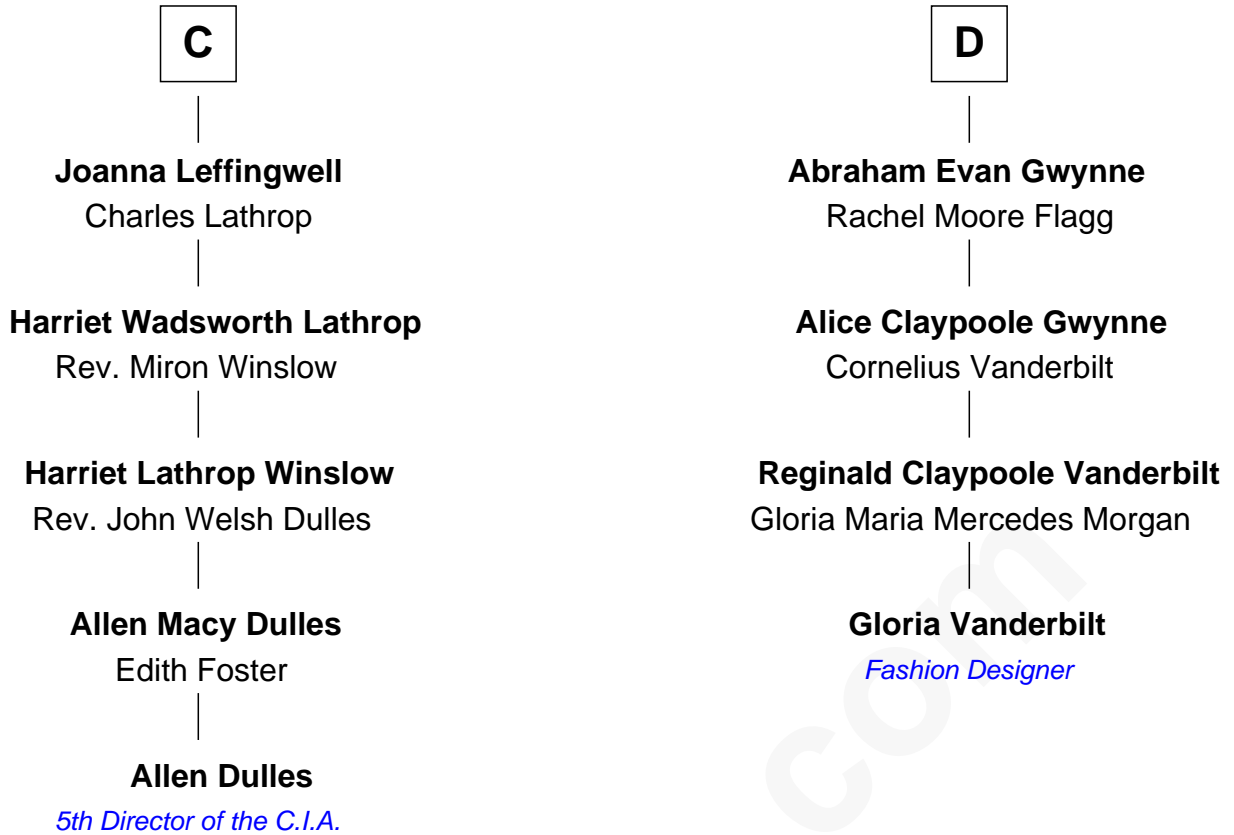 C
Joanna Leffingwell
Charles Lathrop
Harriet Wadsworth Lathrop
Rev. Miron Winslow
Harriet Lathrop Winslow
Rev. John Welsh Dulles
Allen Macy Dulles
Edith Foster
Allen Dulles
5th Director of the C.I.A.
D
Abraham Evan Gwynne
Rachel Moore Flagg
Alice Claypoole Gwynne
Cornelius Vanderbilt
Reginald Claypoole Vanderbilt
Gloria Maria Mercedes Morgan
Gloria Vanderbilt
Fashion Designer
com